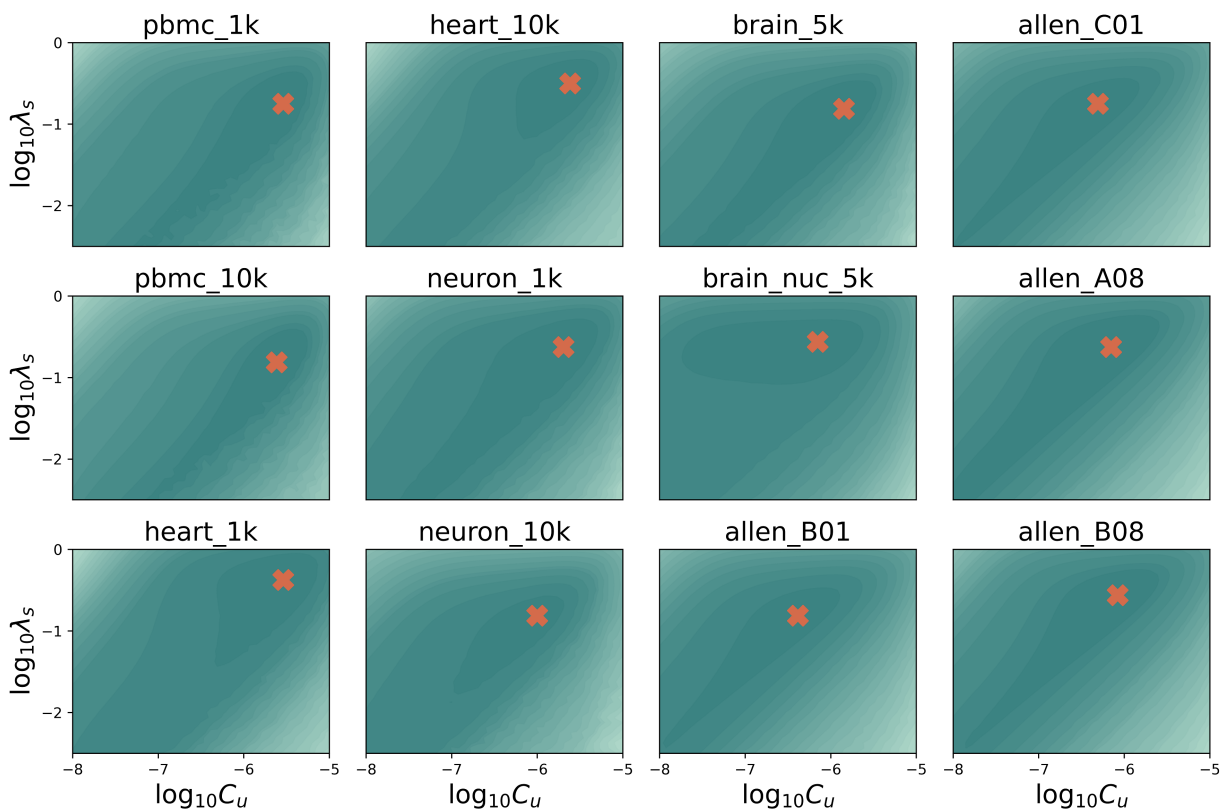 pbmc_1k heart_10k brain_5k allen_C01
0
−1
−2
log₁₀λₛ
pbmc_10k neuron_1k brain_nuc_5k allen_A08
0
−1
−2
log₁₀λₛ
heart_1k neuron_10k allen_B01 allen_B08
0
−1
−2
log₁₀λₛ
−8 −7 −6 −5 −8 −7 −6 −5 −8 −7 −6 −5 −8 −7 −6 −5
log₁₀Cᵤ log₁₀Cᵤ log₁₀Cᵤ log₁₀Cᵤ